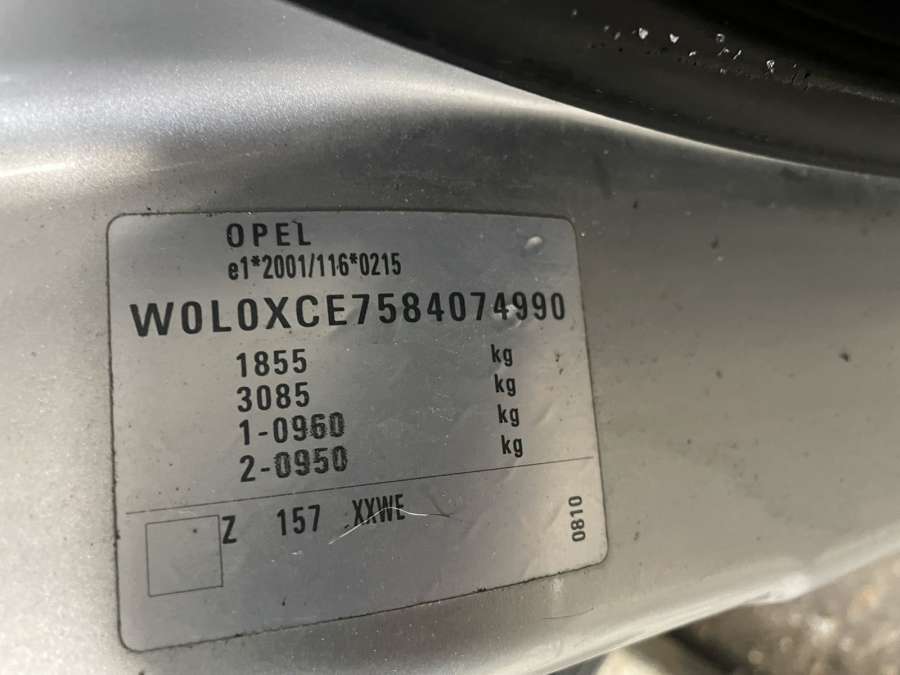 OPEL
e1*2001/116*0215
W0L0XCE7584074990
1855 kg
3085 kg
1-0960 kg
2-0950 kg
Z 157 XXWE
0810